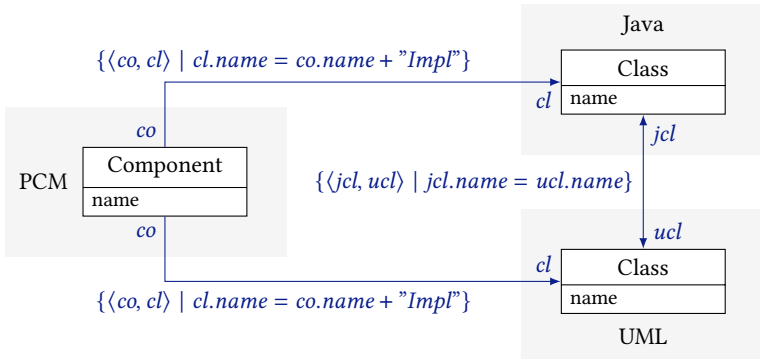 Java
{⟨co, cl⟩ | cl.name = co.name + "Impl"}
Class
cl
name
co
jcl
PCM
Component
name
{⟨jcl, ucl⟩ | jcl.name = ucl.name}
co
ucl
cl
Class
{⟨co, cl⟩ | cl.name = co.name + "Impl"}
name
UML